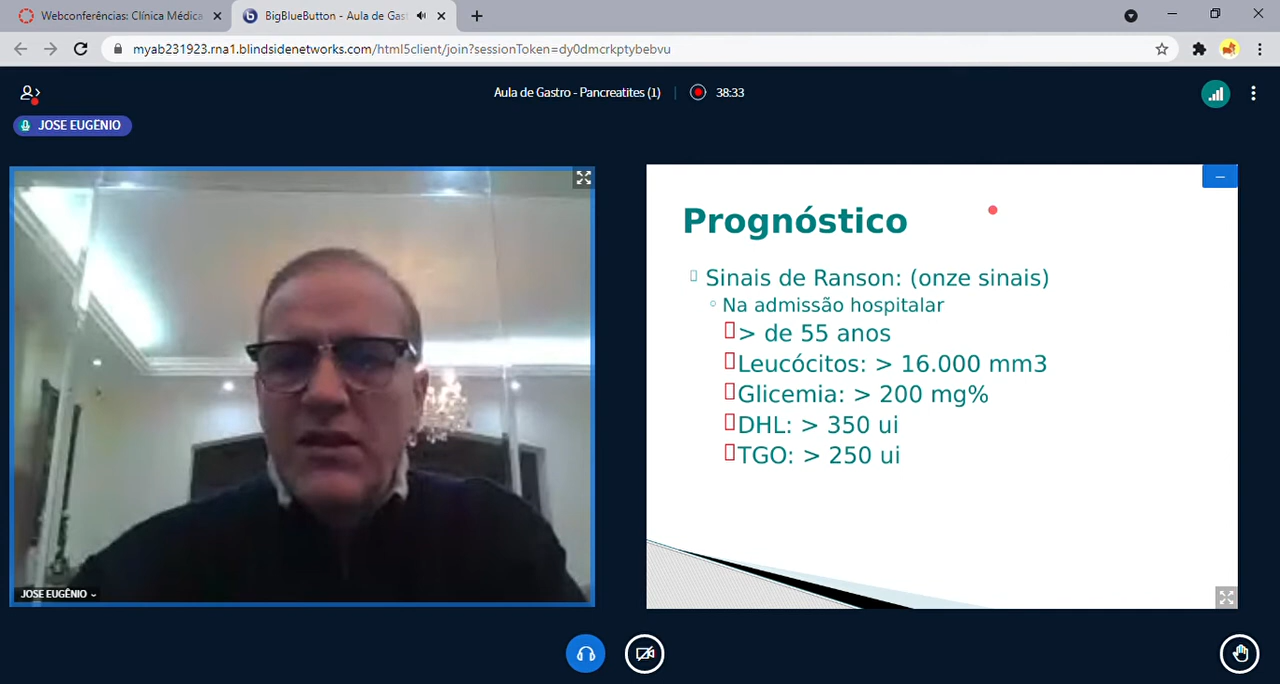 Webconferências: Clínica Médica
BigBlueButton - Aula de Gas
myab231923.rna1.blindsidenetworks.com/html5client/join?sessionToken=dy0dmcrkptybebvu
Aula de Gastro - Pancreatites (1)
38:33
JOSE EUGÊNIO
Prognóstico
Sinais de Ranson: (onze sinais)
Na admissão hospitalar
> de 55 anos
Leucócitos: > 16.000 mm3
Glicemia: > 200 mg%
DHL: > 350 ui
TGO: > 250 ui
JOSE EUGÊNIO